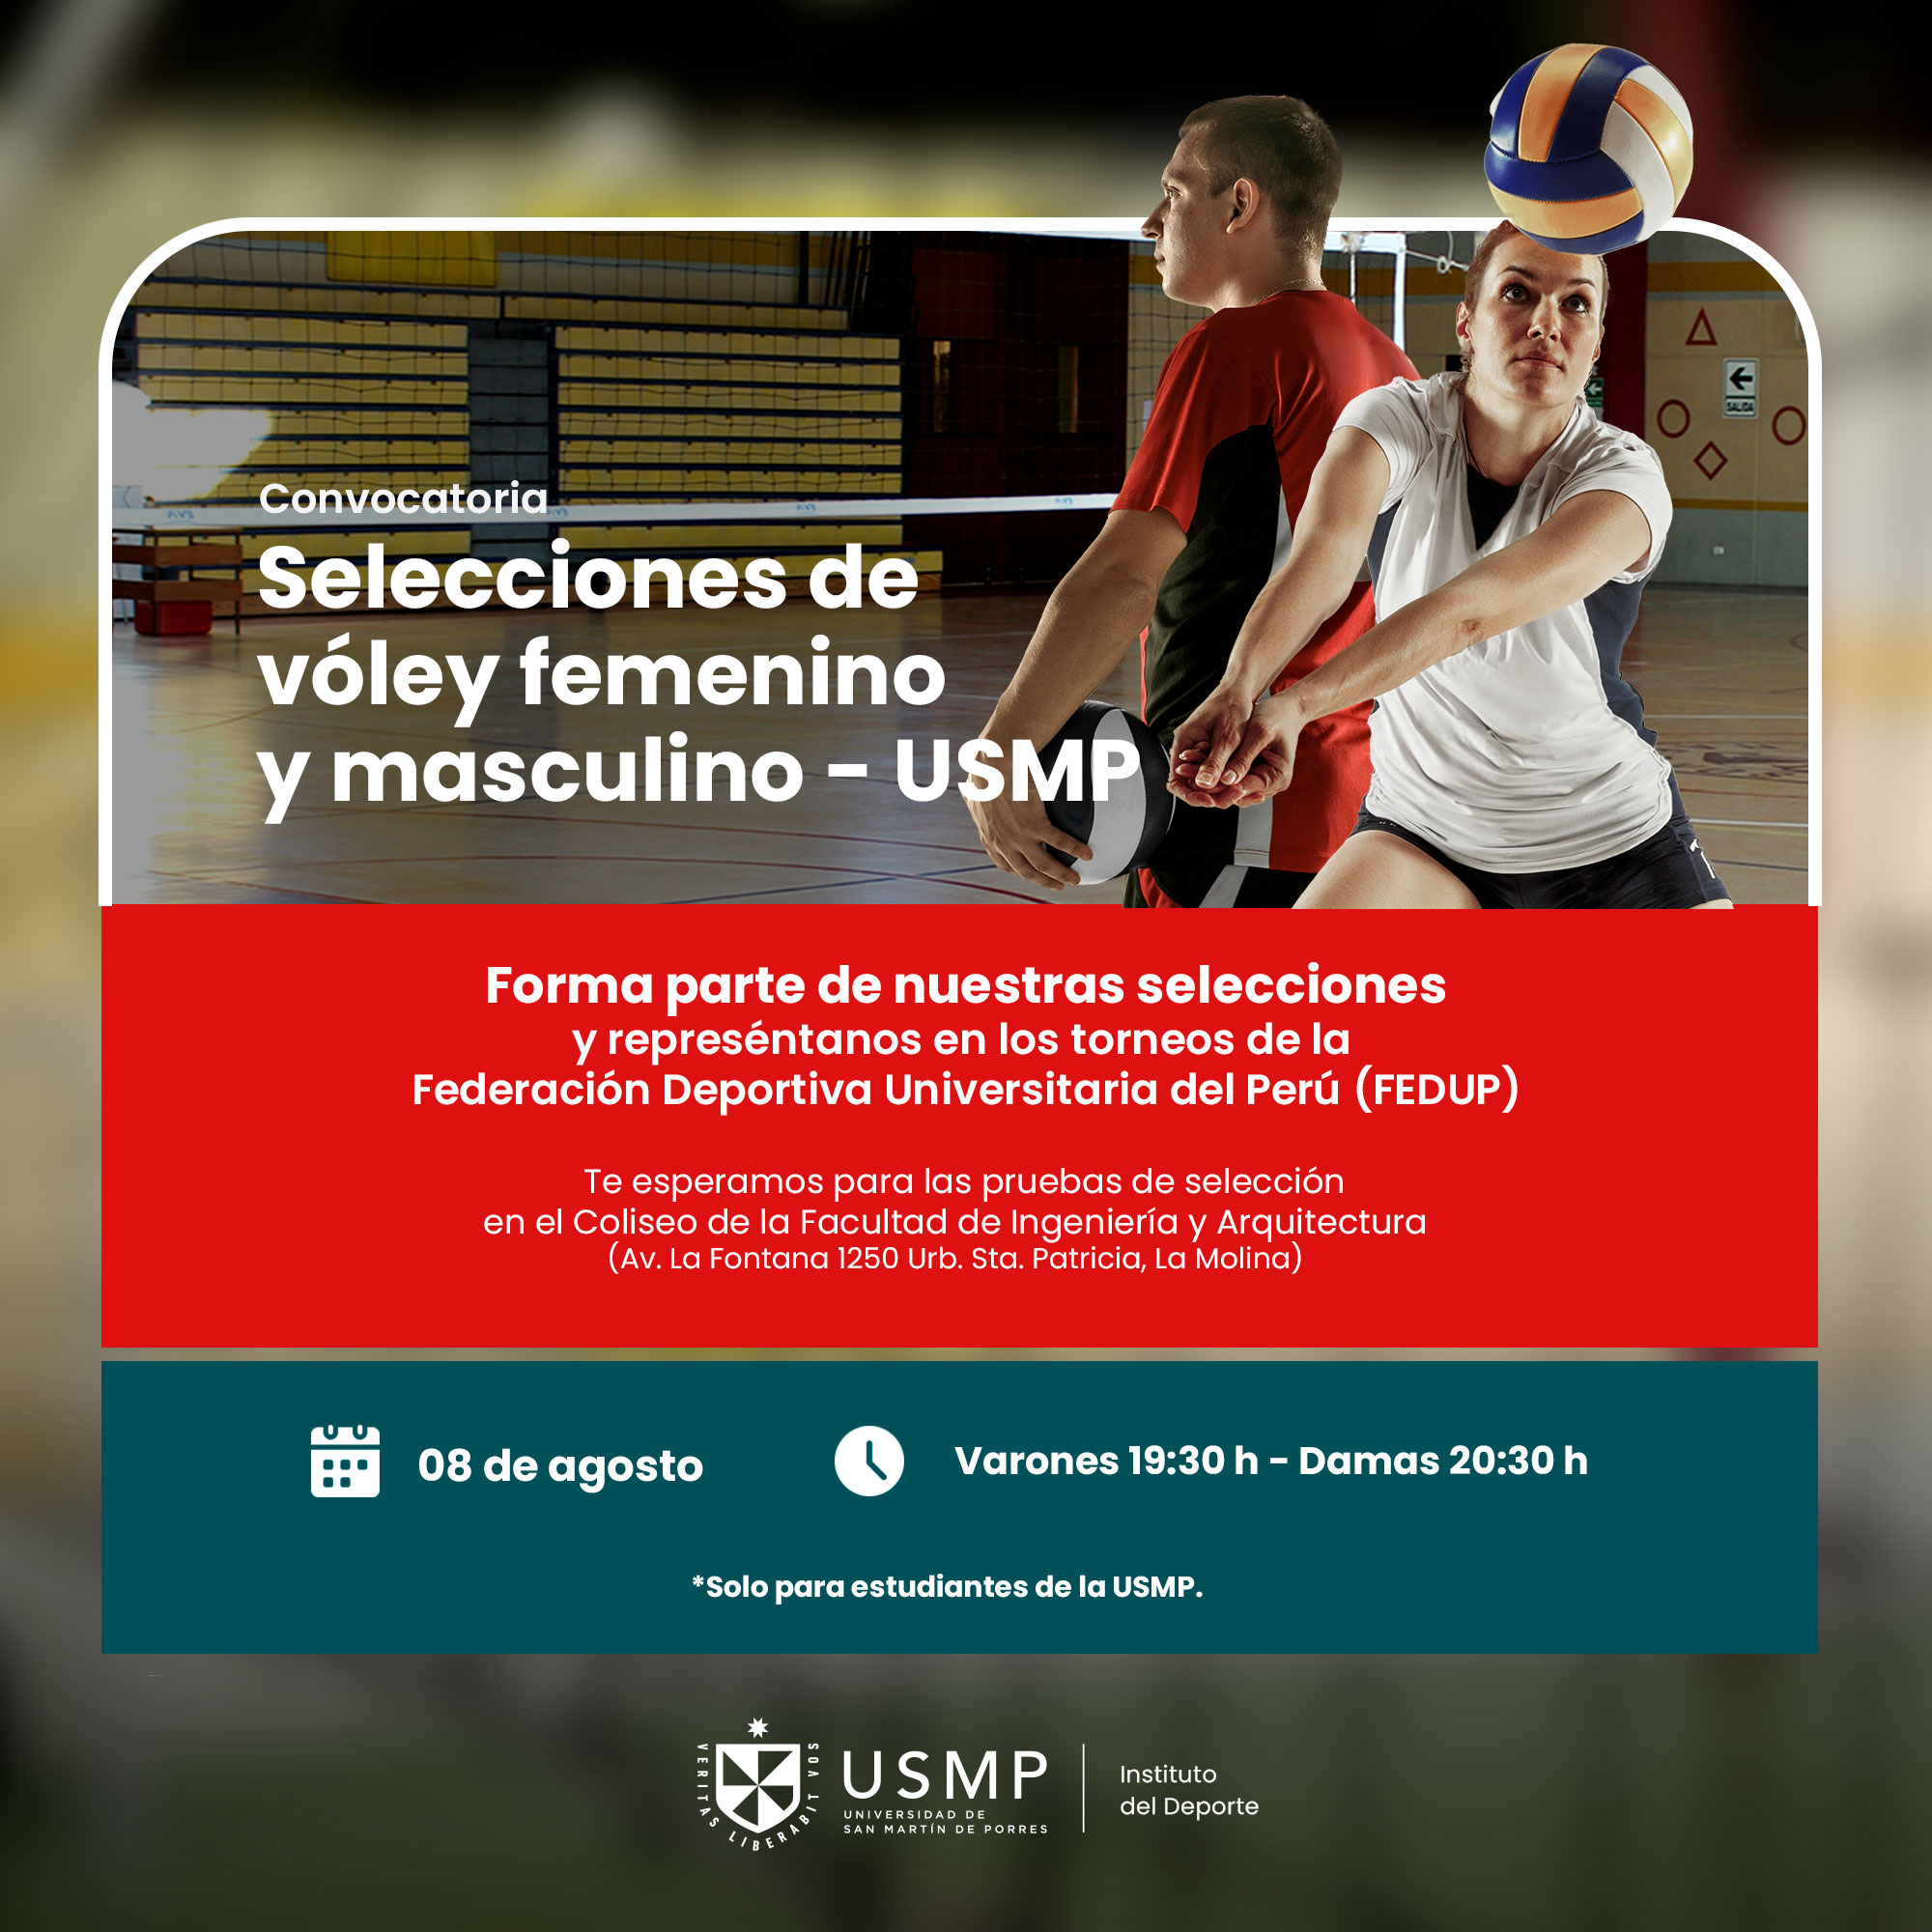 Convocatoria
Selecciones de
vóley femenino
y masculino - USMP
SALIDA
Forma parte de nuestras selecciones
y represéntanos en los torneos de la
Federación Deportiva Universitaria del Perú (FEDUP)
Te esperamos para las pruebas de selección
en el Coliseo de la Facultad de Ingeniería y Arquitectura
(Av. La Fontana 1250 Urb. Sta. Patricia, La Molina)
08 de agosto
Varones 19:30 h - Damas 20:30 h
*Solo para estudiantes de la USMP.
VERITAS LIBERABIT VOS
USMP
UNIVERSIDAD DE
SAN MARTÍN DE PORRES
Instituto
del Deporte